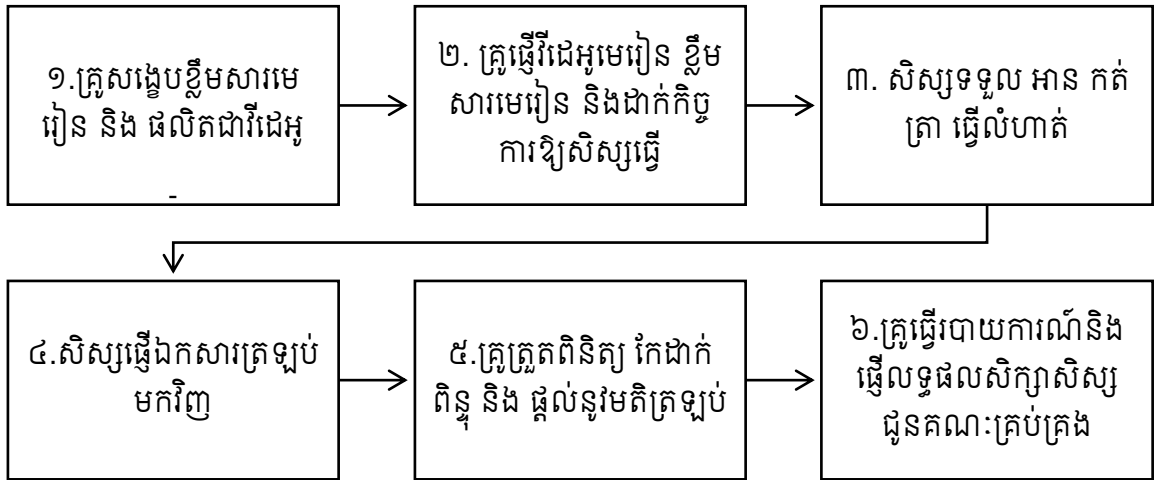 ១.គ្រូសង្ខេបខ្លឹមសារមេ
រៀន និង ផលិតជាវីដេអូ
-
២. គ្រូផ្ញើវីដេអូមេរៀន ខ្លឹម
សារមេរៀន និងដាក់កិច្ច
ការឱ្យសិស្សធ្វើ
៣. សិស្សទទួល អាន កត់
ត្រា ធ្វើលំហាត់
៤.សិស្សផ្ញើឯកសារត្រឡប់
មកវិញ
៥.គ្រូត្រួតពិនិត្យ កែដាក់
ពិន្ទុ និង ផ្តល់នូវមតិត្រឡប់
៦.គ្រូធ្វើរបាយការណ៍និង
ផ្ញើលទ្ធផលសិក្សាសិស្ស
ជូនគណៈគ្រប់គ្រង